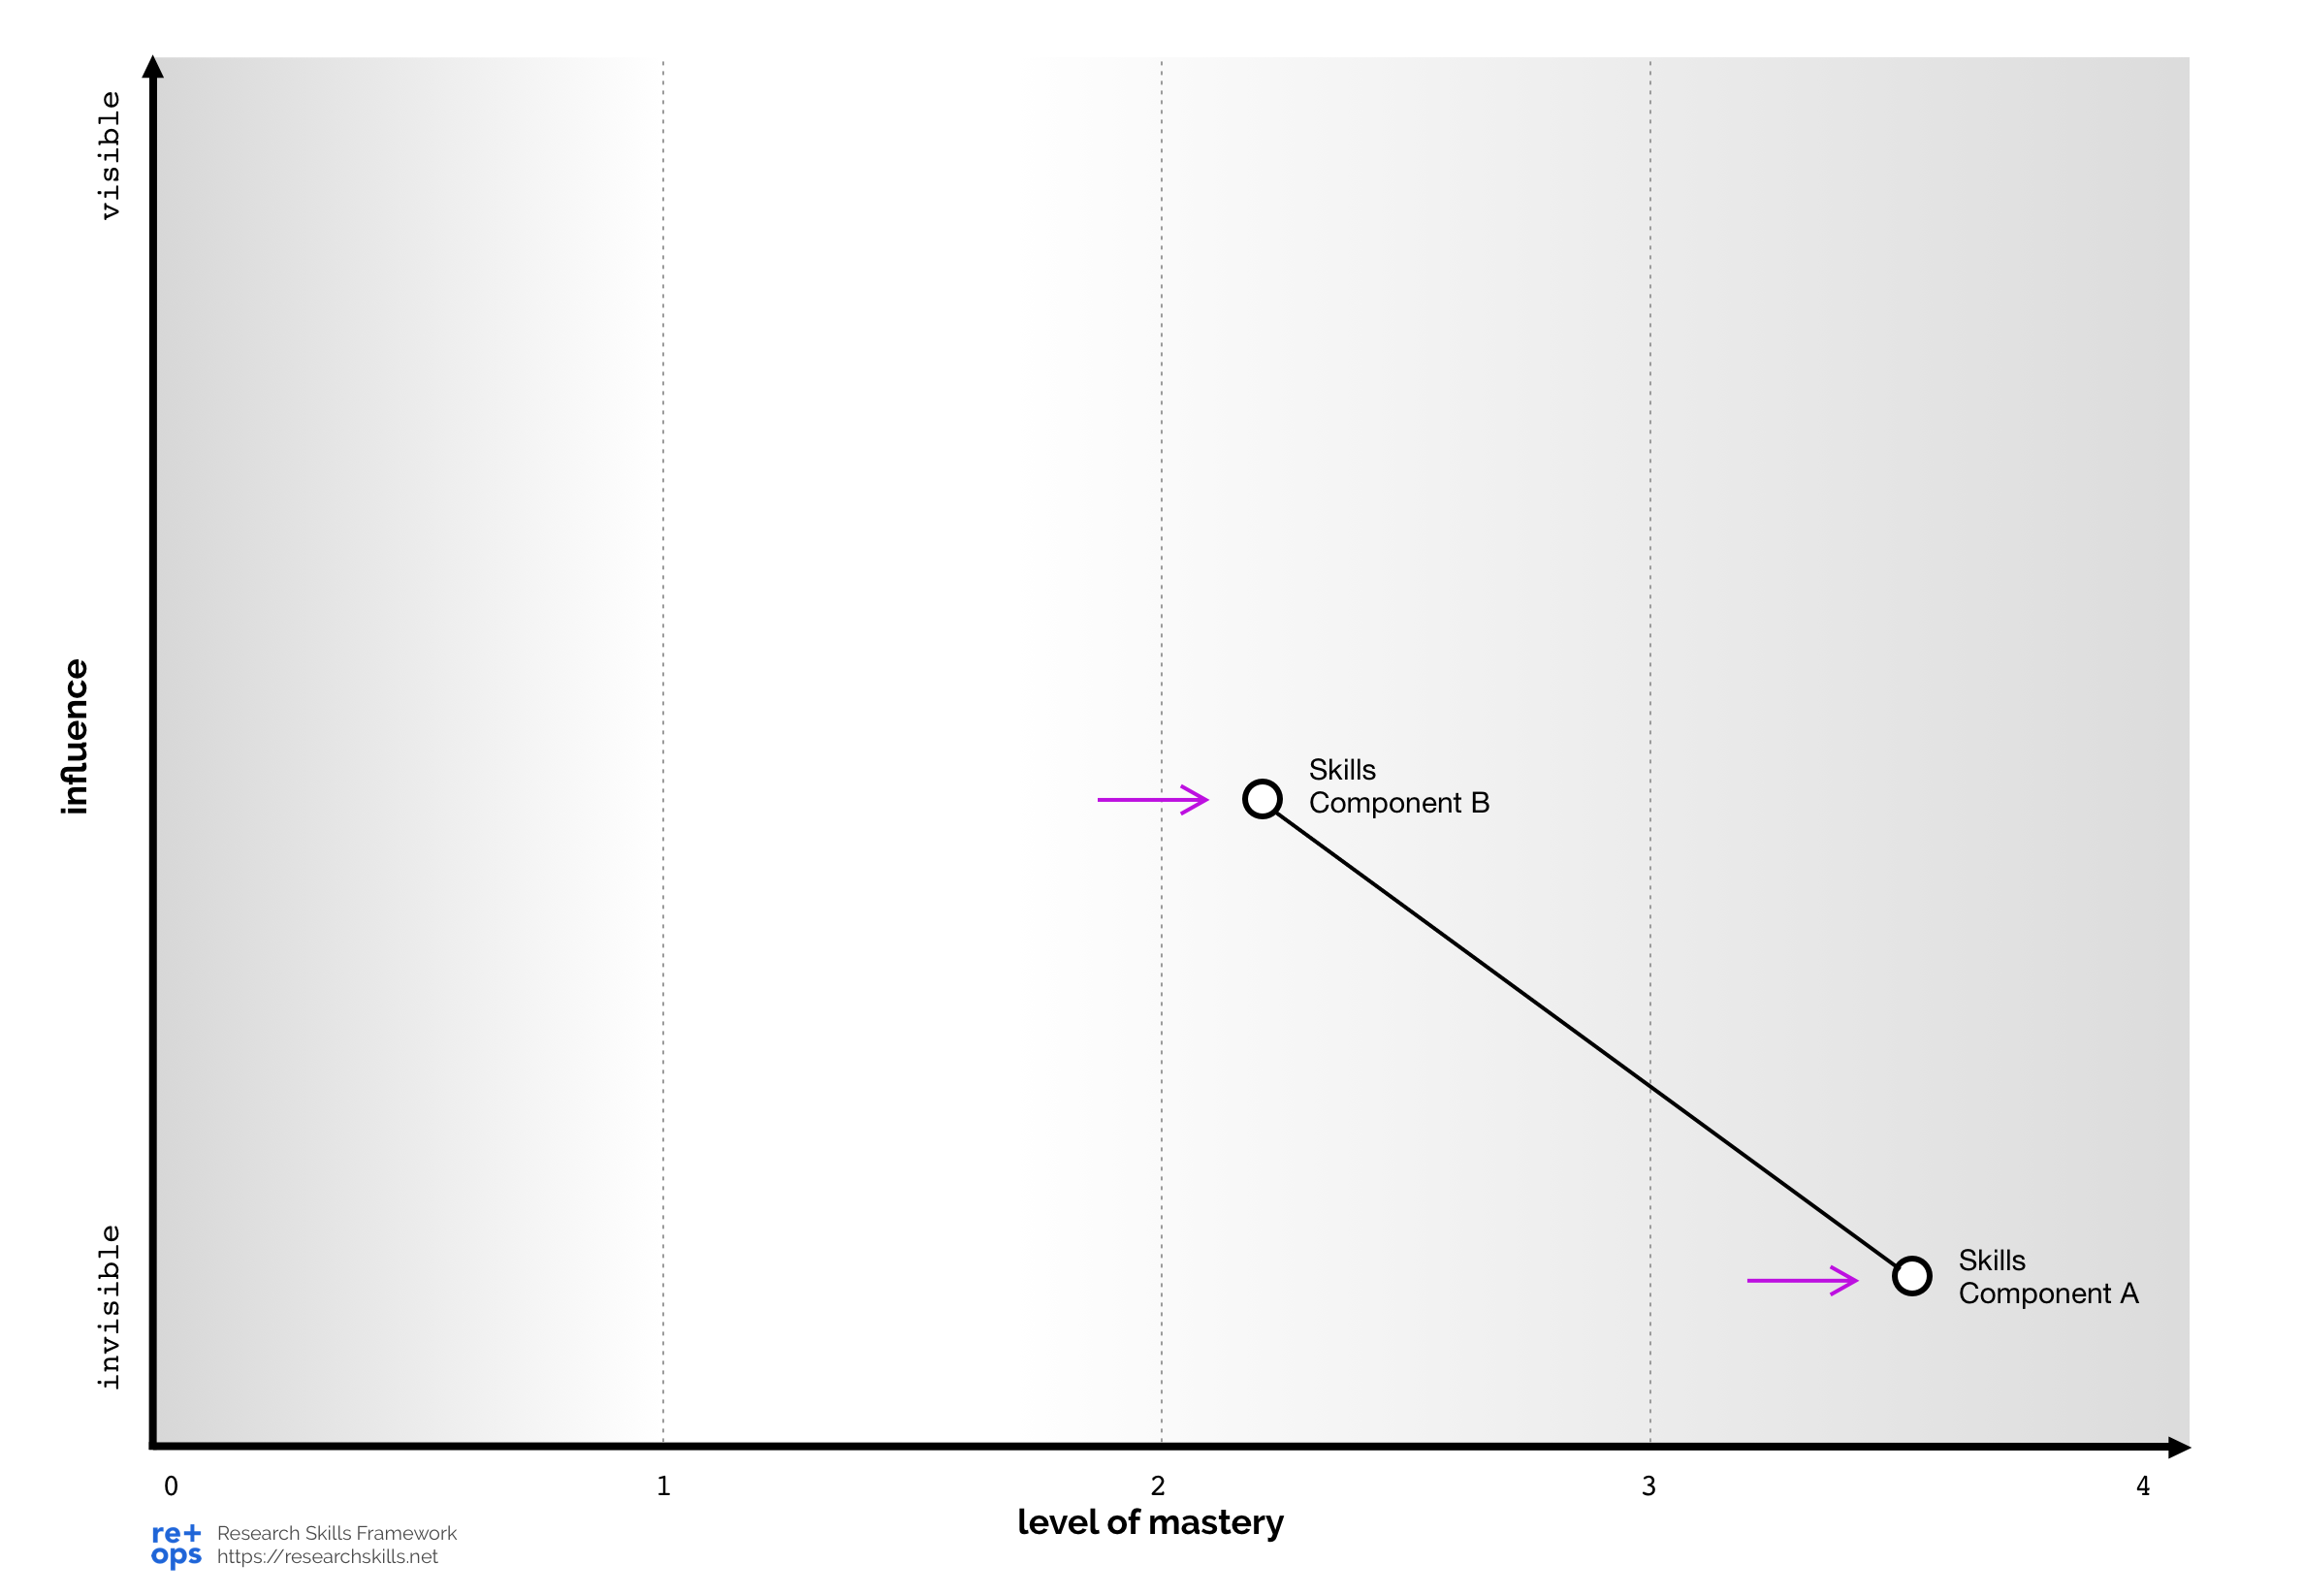 visible
influence
invisible
Skills
Component B
Skills
Component A
0 1 2 3 4
level of mastery
re+
ops
Research Skills Framework
https://researchskills.net